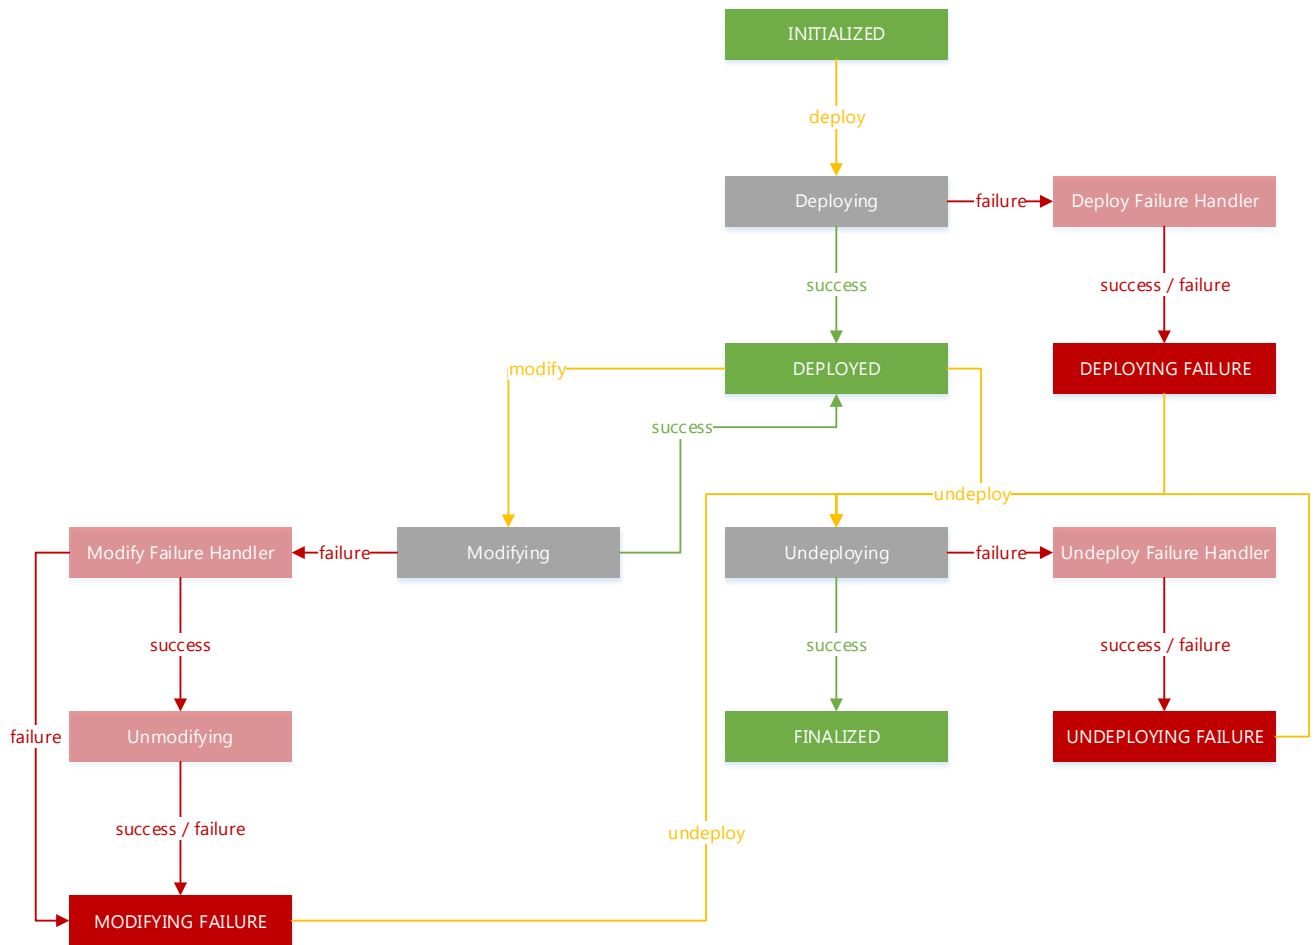 INITIALIZED
deploy
Deploying
failure
Deploy Failure Handler
success
success / failure
DEPLOYED
DEPLOYING FAILURE
modify
success
undeploy
Modify Failure Handler
failure
Modifying
Undeploying
failure
Undeploy Failure Handler
success
success
success / failure
failure
Unmodifying
FINALIZED
UNDEPLOYING FAILURE
success / failure
undeploy
MODIFYING FAILURE